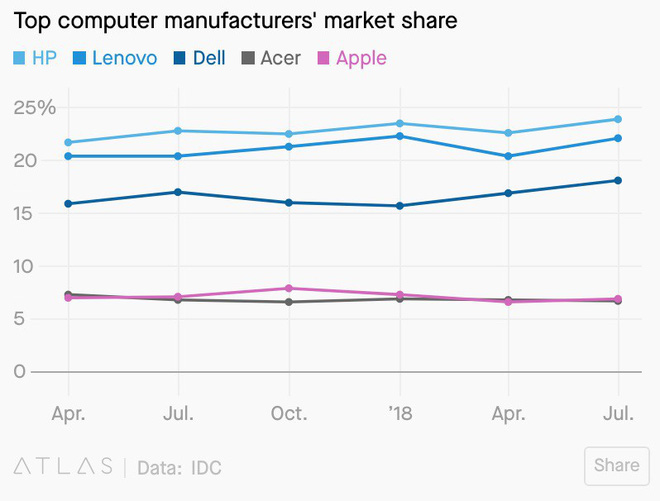 Top computer manufacturers' market share
HP Lenovo Dell Acer Apple
25%
20
15
10
5
0
Apr. Jul. Oct. '18 Apr. Jul.
ATLAS | Data: IDC Share